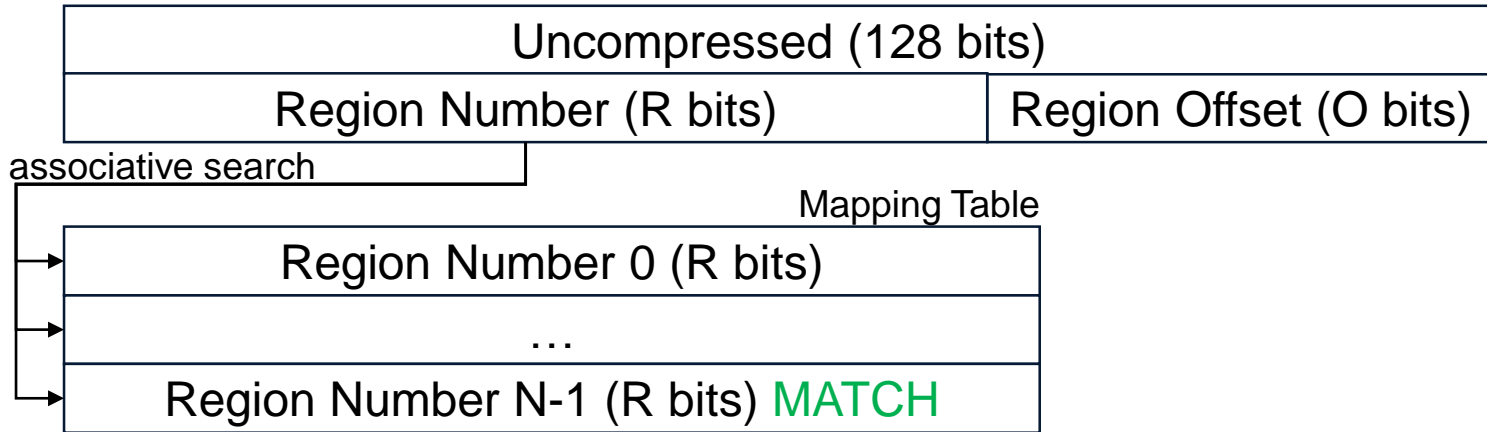 Uncompressed (128 bits)
Region Number (R bits) Region Offset (O bits)
associative search
Mapping Table
Region Number 0 (R bits)
…
Region Number N-1 (R bits) MATCH